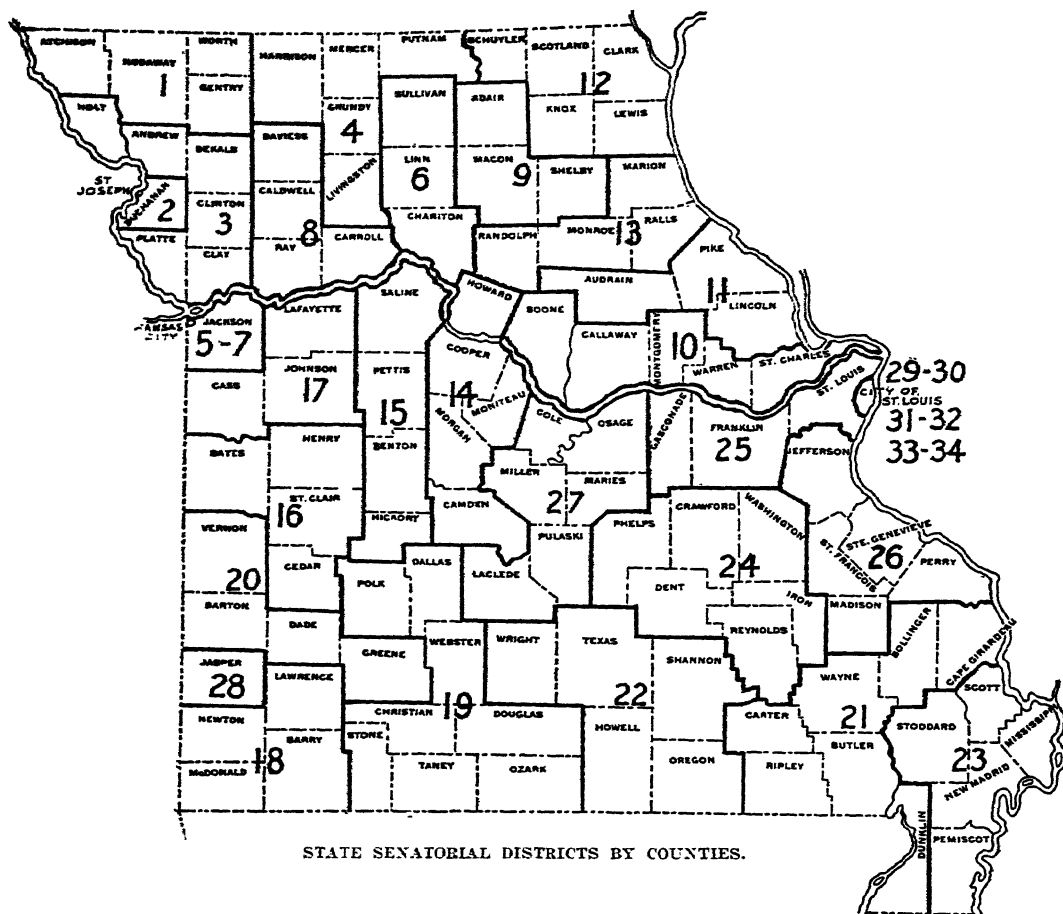 ATCHISON
NODAWAY
WORTH
HARRISON
MERCER
PUTNAM
SCHUYLER
SCOTLAND
CLARK
1
GENTRY
12
HOLT
GRUNDY
4
SULLIVAN
ADAIR
KNOX
LEWIS
ANDREW
DEKALB
DAVIESS
LINN
6
MACON
9
SHELBY
MARION
ST
JOSEPH
BUCHANAN
2
CLINTON
3
CALDWELL
LIVINGSTON
CHARITON
RANDOLPH
MONROE
13
RALLS
PLATTE
CLAY
RAY
8
CARROLL
PIKE
AUDRAIN
HOWARD
BOONE
11
LINCOLN
SALINE
KANSAS
CITY
JACKSON
5-7
LAFAYETTE
CALLAWAY
MONTGOMERY
10
WARREN
ST. CHARLES
ST. LOUIS
CASS
JOHNSON
17
PETTIS
15
COOPER
14
MONITEAU
MORGAN
COLE
OSAGE
GASCONADE
FRANKLIN
25
29-30
CITY OF
ST. LOUIS
31-32
33-34
JEFFERSON
BATES
HENRY
BENTON
MILLER
MARIES
27
ST. CLAIR
16
HICKORY
CAMDEN
PULASKI
PHELPS
CRAWFORD
WASHINGTON
STE. GENEVIEVE
ST. FRANCOIS
26
PERRY
VERNON
20
CEDAR
POLK
DALLAS
LACLEDE
DENT
24
IRON
MADISON
BARTON
DADE
GREENE
WEBSTER
WRIGHT
TEXAS
REYNOLDS
BOLLINGER
CAPE GIRARDEAU
JASPER
28
LAWRENCE
SHANNON
WAYNE
21
SCOTT
MISSISSIPPI
NEWTON
BARRY
18
McDONALD
STONE
CHRISTIAN
19
DOUGLAS
TANEY
OZARK
22
HOWELL
OREGON
CARTER
RIPLEY
BUTLER
STODDARD
23
NEW MADRID
DUNKLIN
PEMISCOT
STATE SENATORIAL DISTRICTS BY COUNTIES.